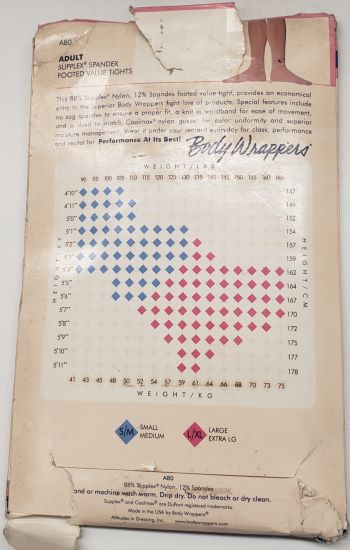 A80
ADULT
SUPPLEX® SPANDEX
FOOTED VALUE TIGHTS
This 88% Supplex® Nylon, 12% Spandex footed value tight, provides an economical
entry to the superior Body Wrappers tight line of products. Special features include
no sag spandex to ensure a proper fit, a knit in waistband for ease of movement,
and a dyed to match, Coolmax® nylon gusset for color uniformity and superior
moisture management. Wear it under your leotard everyday for class, performance
and recital for Performance At Its Best!
Body Wrappers®
WEIGHT/LBS
90 95 100 105 110 115 120 125 130 135 140 145 150 155 160 165
4'10" 147
4'11" 149
5'0" 152
5'1" 154
5'2" 157
159
162
5'5" 164
5'6" 167
5'7" 170
5'8" 172
5'9" 175
5'10" 177
5'11" 178
HEIGHT/CM
41 43 45 48 50 52 54 57 59 61 64 66 68 70 73 75
WEIGHT/KG
S/M SMALL
MEDIUM
L/XL LARGE
EXTRA LG
A80
88% Supplex® Nylon, 12% Spandex
and or machine wash warm. Drip dry. Do not bleach or dry clean.
Supplex® and Coolmax® are DuPont registered trademarks.
Made in the USA by Body Wrappers®
Attitudes in Dressing, Inc. www.bodywrappers.com